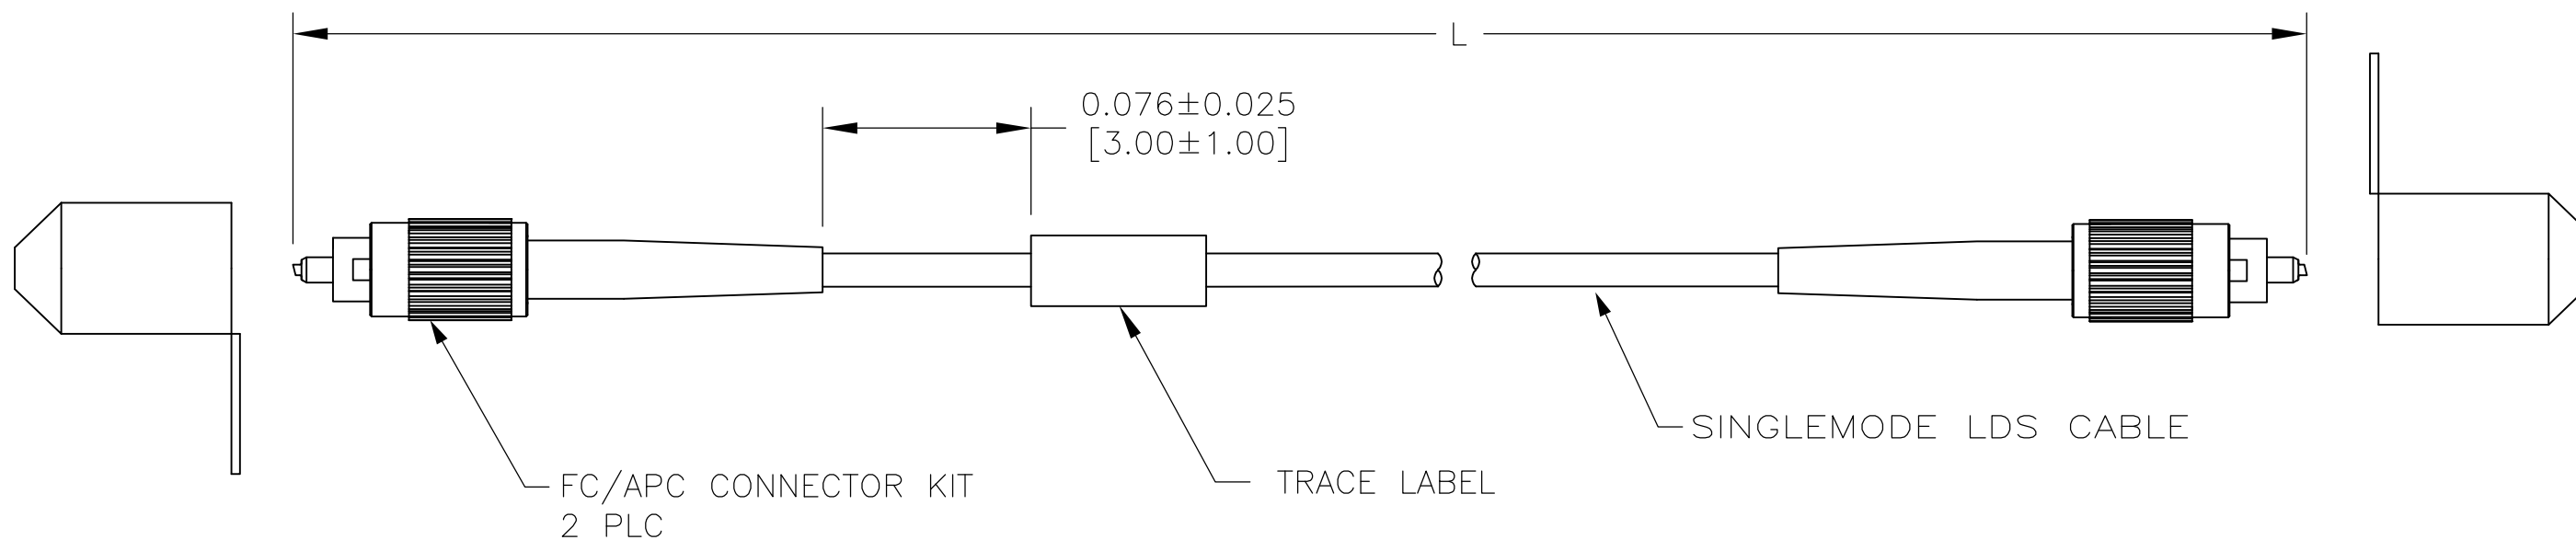 L
0.076±0.025
[3.00±1.00]
SINGLEMODE LDS CABLE
FC/APC CONNECTOR KIT
2 PLC
TRACE LABEL